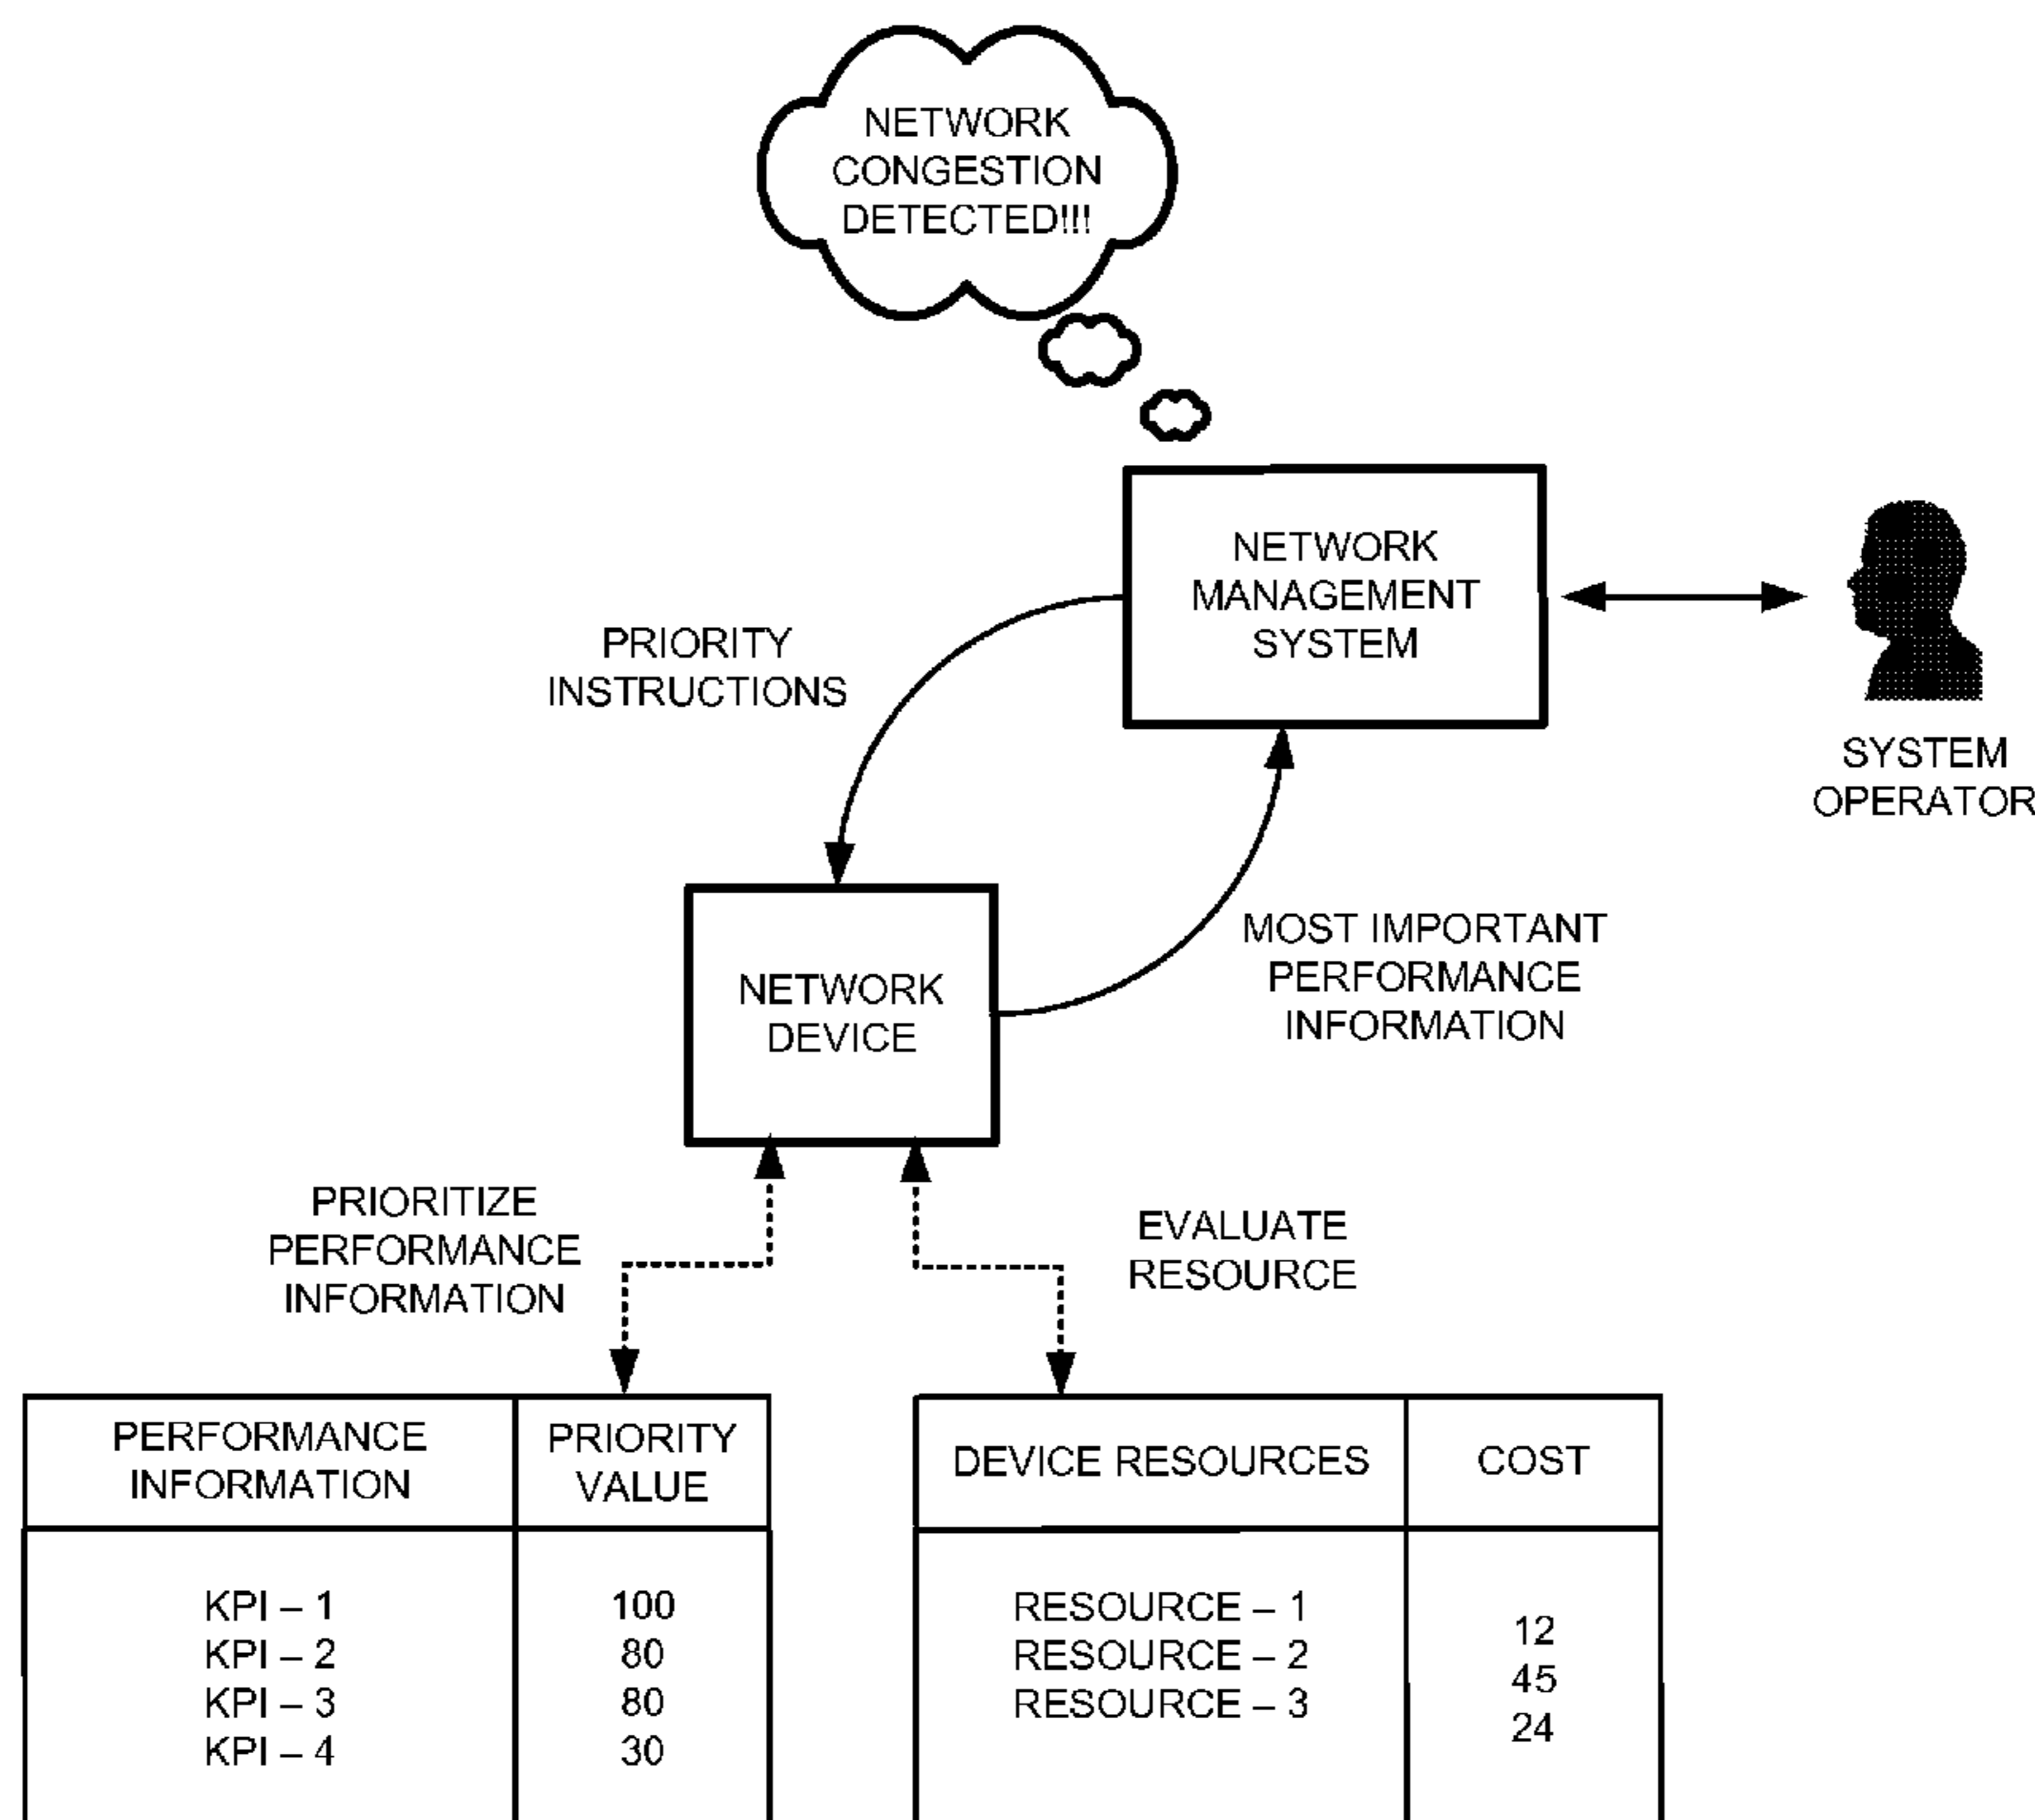 NETWORK
CONGESTION
DETECTED!!!
NETWORK
MANAGEMENT
SYSTEM
PRIORITY
INSTRUCTIONS
SYSTEM
OPERATOR
MOST IMPORTANT
PERFORMANCE
INFORMATION
NETWORK
DEVICE
PRIORITIZE
PERFORMANCE
INFORMATION
EVALUATE
RESOURCE
PERFORMANCE
INFORMATION
PRIORITY
VALUE
KPI – 1 100
KPI – 2 80
KPI – 3 80
KPI – 4 30
DEVICE RESOURCES COST
RESOURCE – 1 12
RESOURCE – 2 45
RESOURCE – 3 24